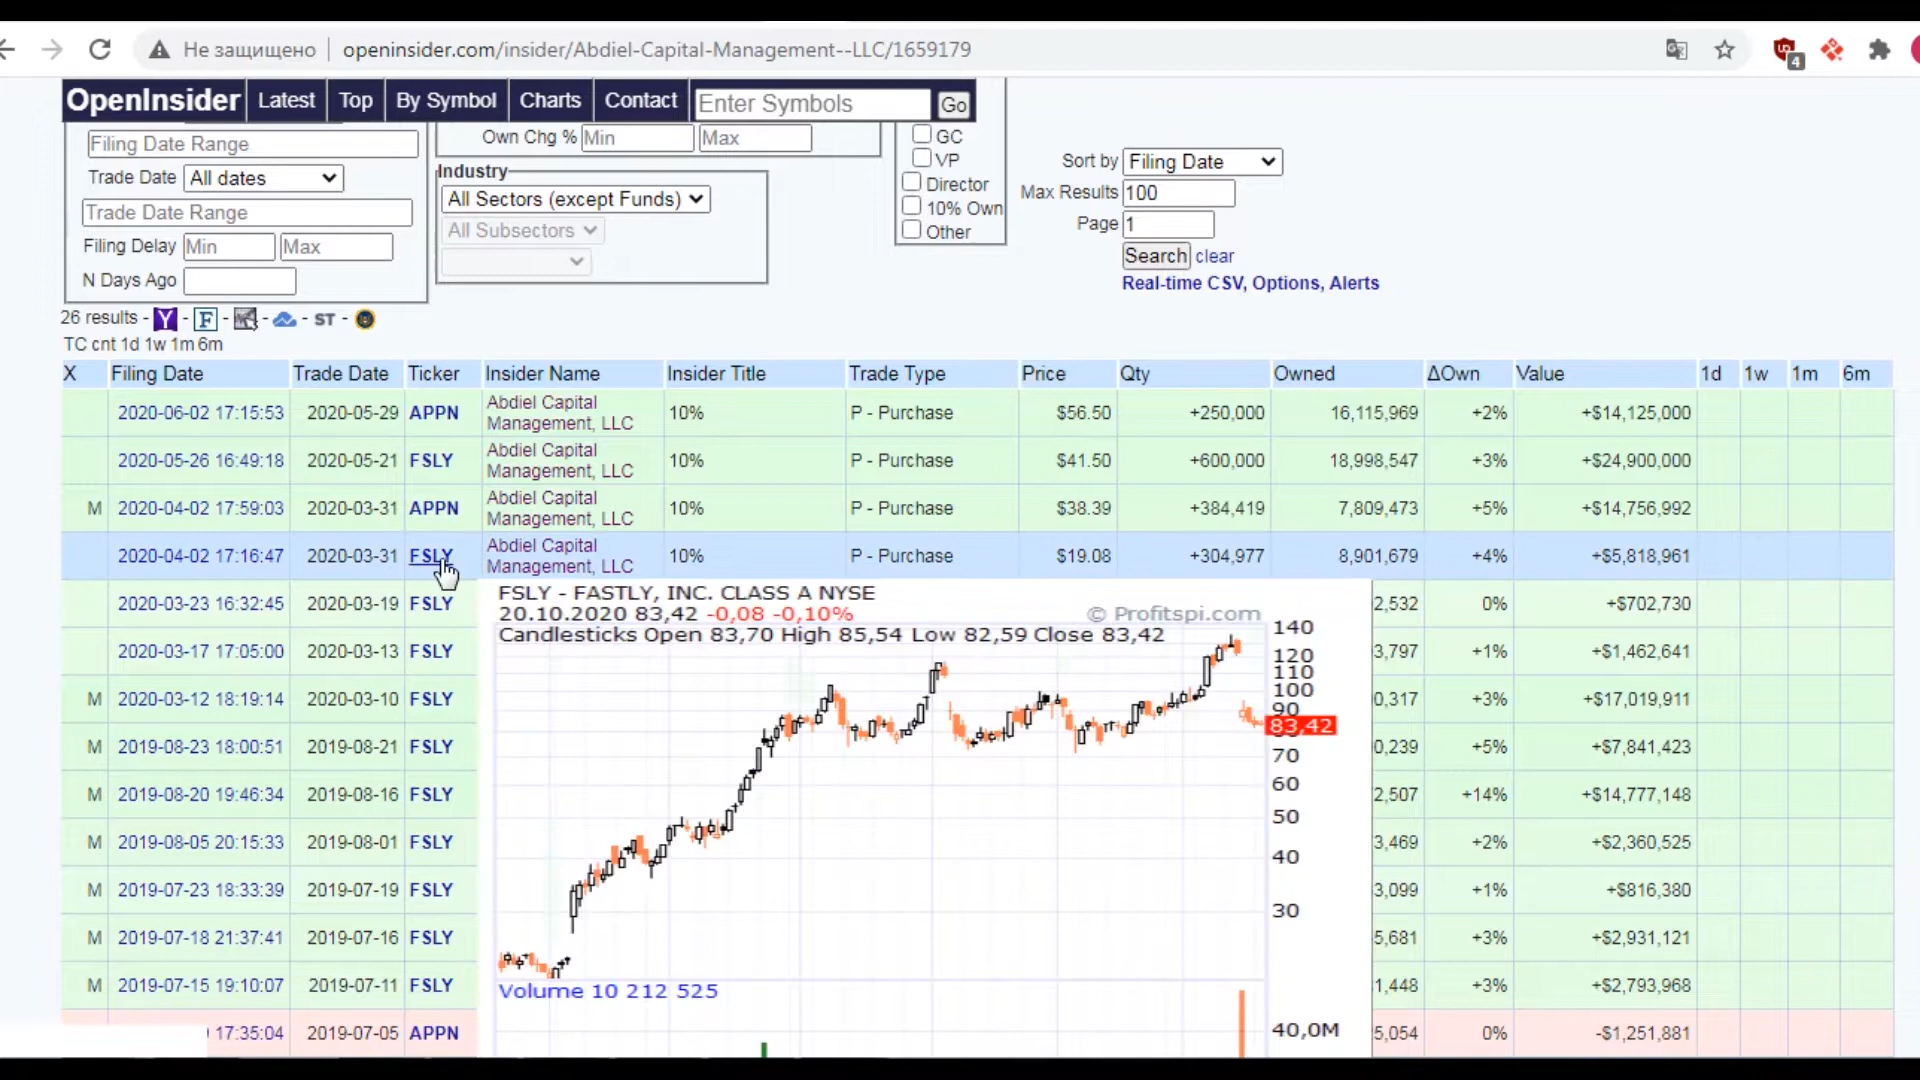 Не защищено openinsider.com/insider/Abdiel-Capital-Management--LLC/1659179
4
OpenInsider Latest Top By Symbol Charts Contact Enter Symbols Go
Filing Date Range
Trade Date All dates
Trade Date Range
Filing Delay Min Max
N Days Ago
Own Chg % Min Max
Industry
All Sectors (except Funds)
All Subsectors
GC
VP
Director
10% Own
Other
Sort by Filing Date
Max Results 100
Page 1
Search clear
Real-time CSV, Options, Alerts
26 results - Y - F - - - ST -
TC cnt 1d 1w 1m 6m
X Filing Date Trade Date Ticker Insider Name Insider Title Trade Type Price Qty Owned ΔOwn Value 1d 1w 1m 6m
2020-06-02 17:15:53 2020-05-29 APPN Abdiel Capital Management, LLC 10% P - Purchase $56.50 +250,000 16,115,969 +2% +$14,125,000
2020-05-26 16:49:18 2020-05-21 FSLY Abdiel Capital Management, LLC 10% P - Purchase $41.50 +600,000 18,998,547 +3% +$24,900,000
M 2020-04-02 17:59:03 2020-03-31 APPN Abdiel Capital Management, LLC 10% P - Purchase $38.39 +384,419 7,809,473 +5% +$14,756,992
2020-04-02 17:16:47 2020-03-31 FSLY Abdiel Capital Management, LLC 10% P - Purchase $19.08 +304,977 8,901,679 +4% +$5,818,961
2020-03-23 16:32:45 2020-03-19 FSLY 2,532 0% +$702,730
2020-03-17 17:05:00 2020-03-13 FSLY 3,797 +1% +$1,462,641
M 2020-03-12 18:19:14 2020-03-10 FSLY 0,317 +3% +$17,019,911
M 2019-08-23 18:00:51 2019-08-21 FSLY 0,239 +5% +$7,841,423
M 2019-08-20 19:46:34 2019-08-16 FSLY 2,507 +14% +$14,777,148
M 2019-08-05 20:15:33 2019-08-01 FSLY 3,469 +2% +$2,360,525
M 2019-07-23 18:33:39 2019-07-19 FSLY 3,099 +1% +$816,380
M 2019-07-18 21:37:41 2019-07-16 FSLY 5,681 +3% +$2,931,121
M 2019-07-15 19:10:07 2019-07-11 FSLY 1,448 +3% +$2,793,968
17:35:04 2019-07-05 APPN 5,054 0% -$1,251,881
FSLY - FASTLY, INC. CLASS A NYSE
20.10.2020 83,42 -0,08 -0,10% © Profitspi.com
Candlesticks Open 83,70 High 85,54 Low 82,59 Close 83,42
140
120
110
100
90
83,42
70
60
50
40
30
Volume 10 212 525
40,0M